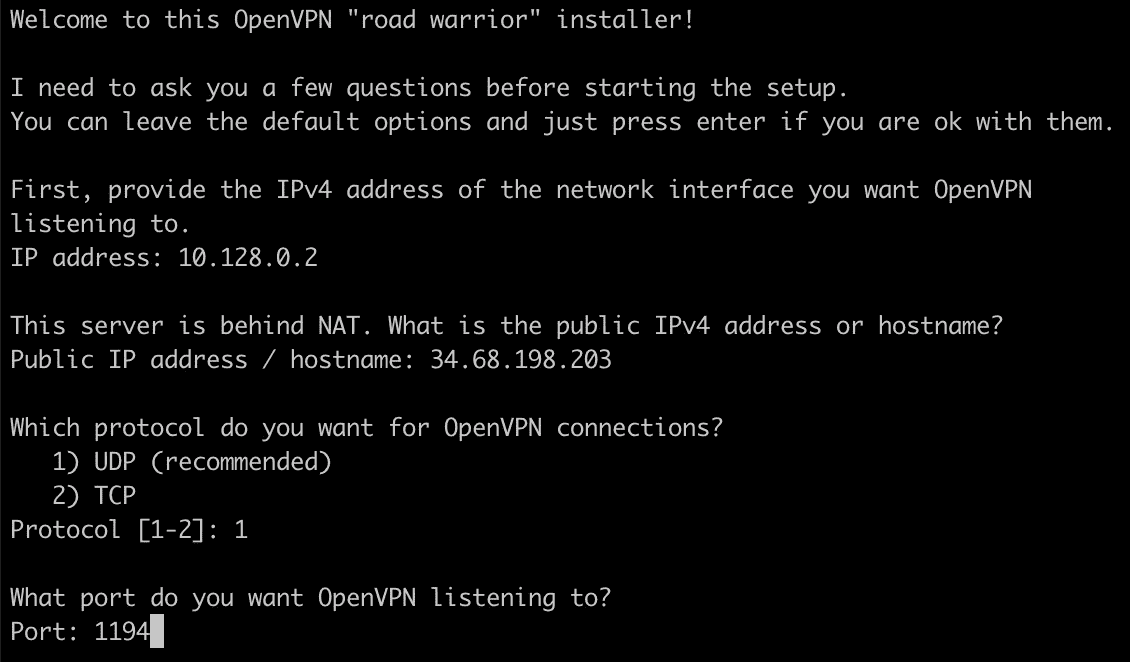 Welcome to this OpenVPN "road warrior" installer!
I need to ask you a few questions before starting the setup.
You can leave the default options and just press enter if you are ok with them.
First, provide the IPv4 address of the network interface you want OpenVPN
listening to.
IP address: 10.128.0.2
This server is behind NAT. What is the public IPv4 address or hostname?
Public IP address / hostname: 34.68.198.203
Which protocol do you want for OpenVPN connections?
1) UDP (recommended)
2) TCP
Protocol [1-2]: 1
What port do you want OpenVPN listening to?
Port: 1194